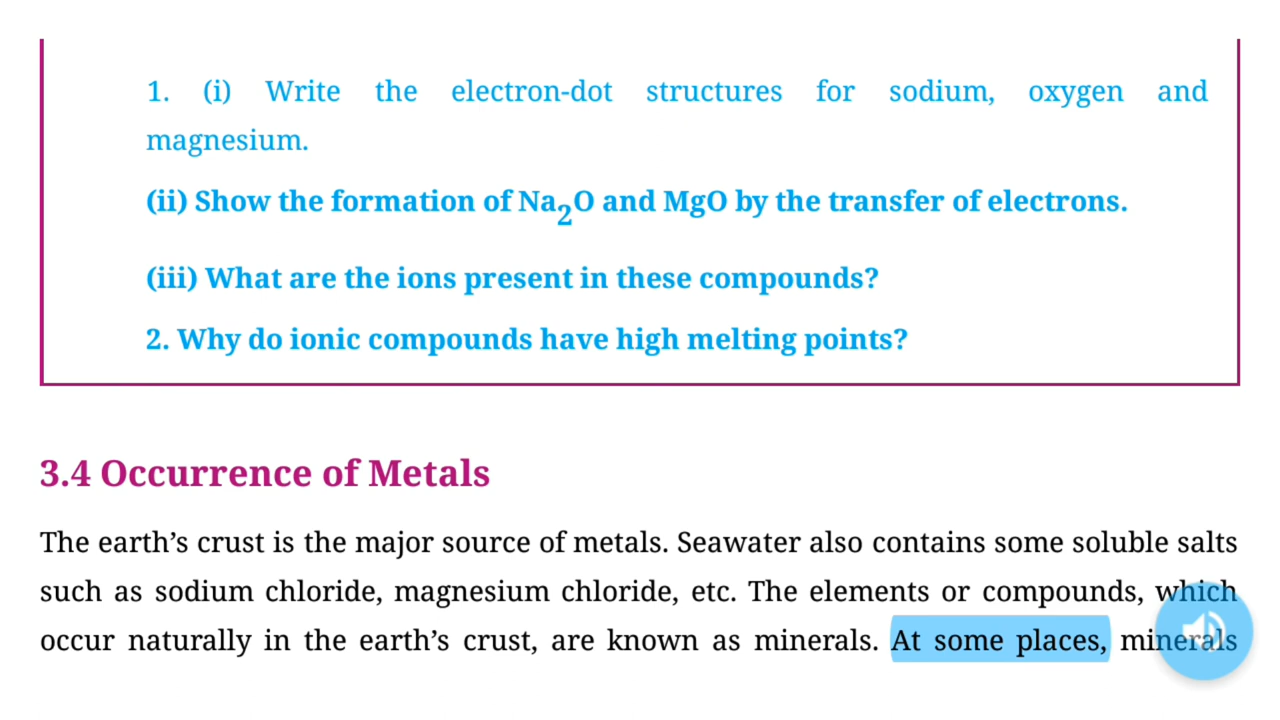 1. (i) Write the electron-dot structures for sodium, oxygen and
magnesium.
(ii) Show the formation of Na₂O and MgO by the transfer of electrons.
(iii) What are the ions present in these compounds?
2. Why do ionic compounds have high melting points?
3.4 Occurrence of Metals
The earth’s crust is the major source of metals. Seawater also contains some soluble salts
such as sodium chloride, magnesium chloride, etc. The elements or compounds, which
occur naturally in the earth’s crust, are known as minerals. At some places, minerals